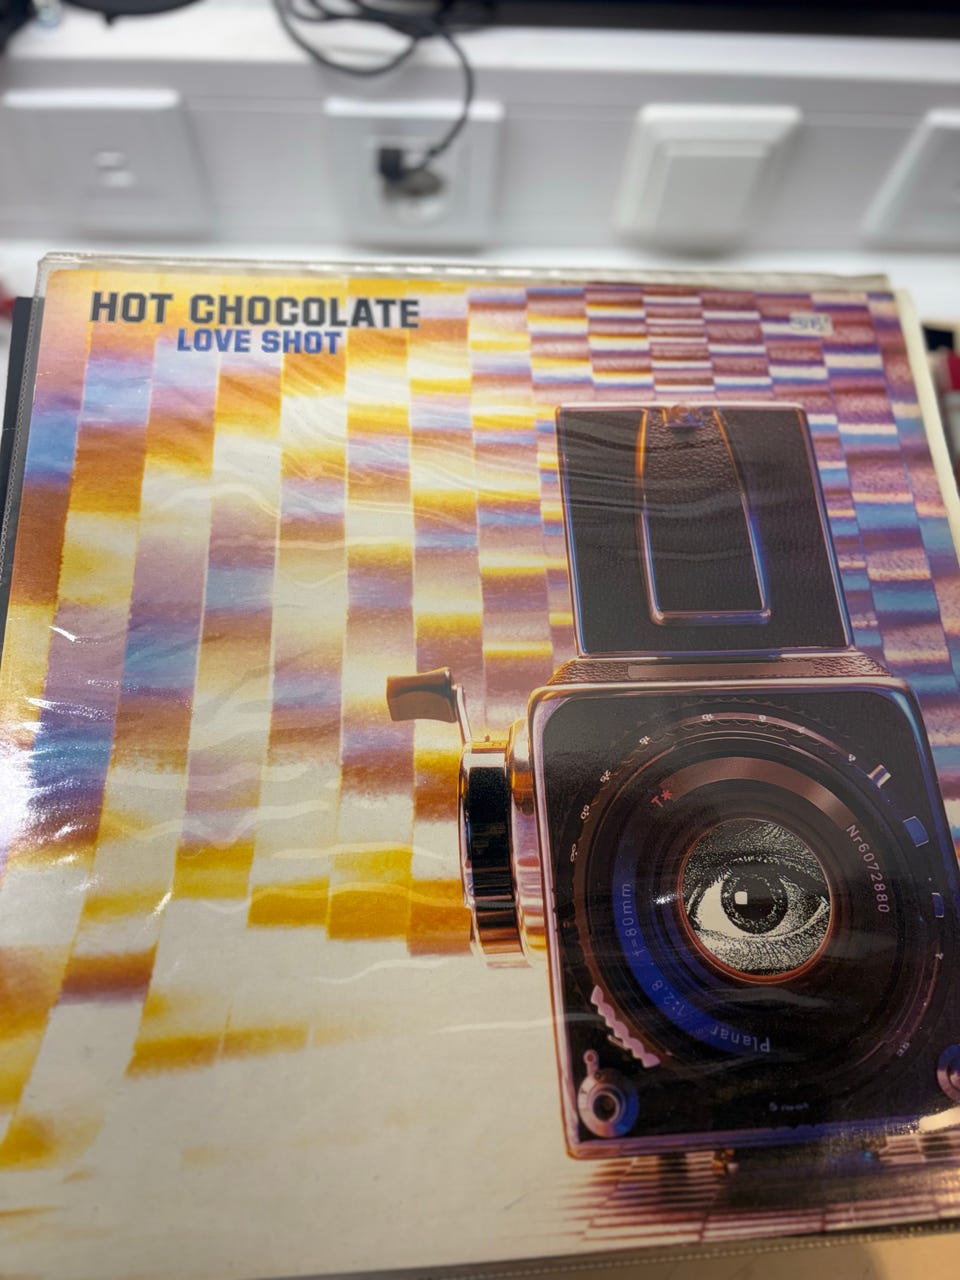 HOT CHOCOLATE
LOVE SHOT
T*
Nr6072880
f=80mm
1:2,8
Planar